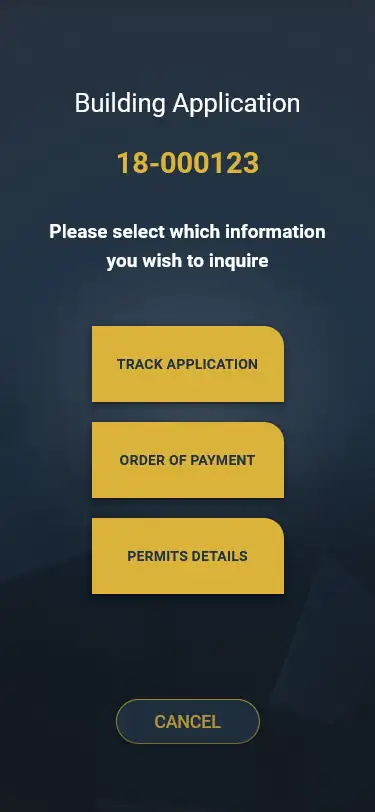 Building Application
18-000123
Please select which information
you wish to inquire
TRACK APPLICATION
ORDER OF PAYMENT
PERMITS DETAILS
CANCEL